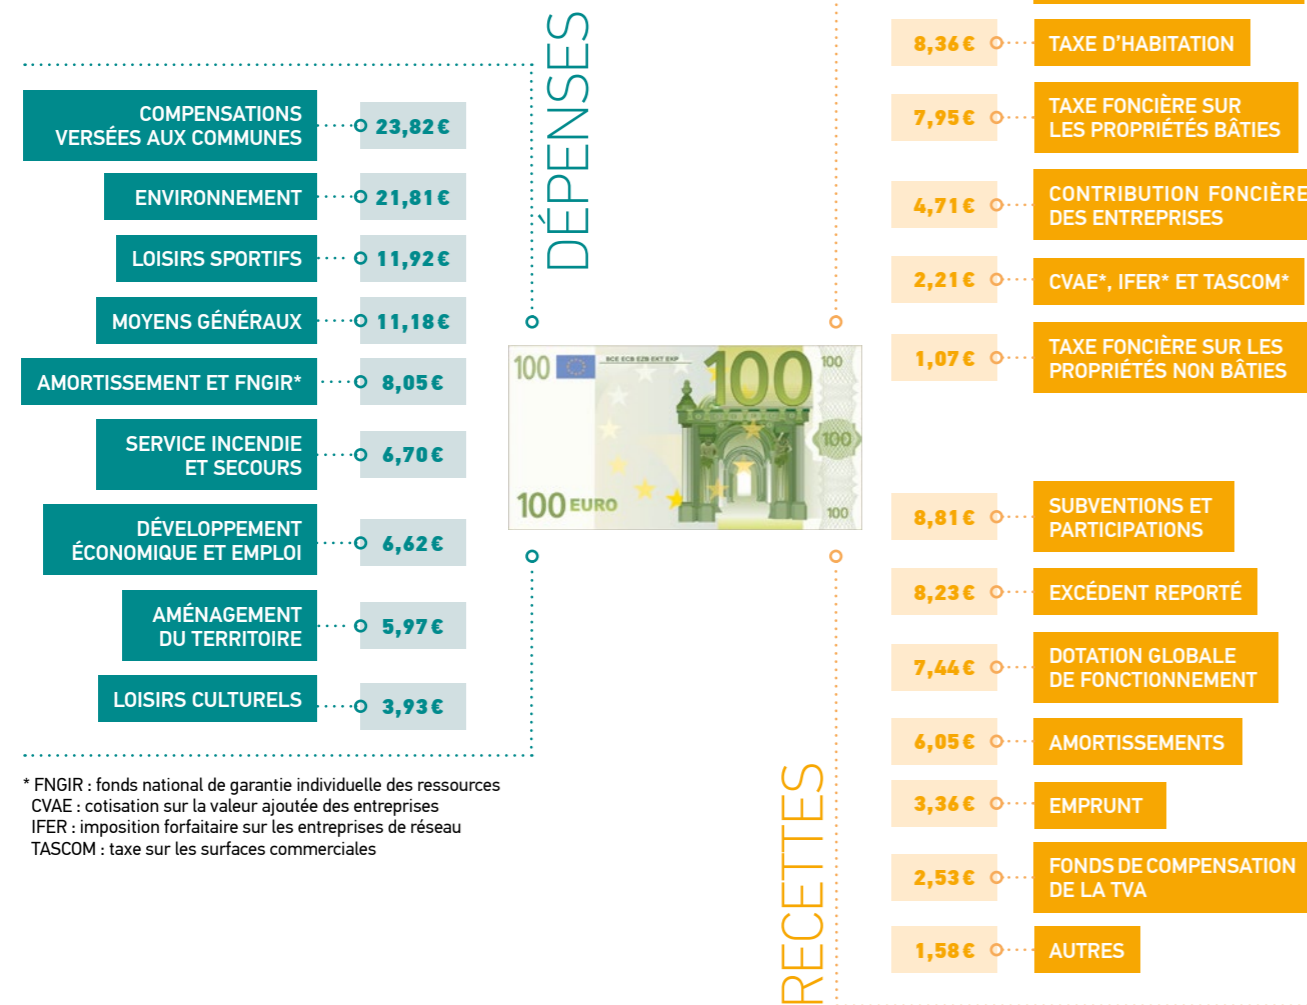 DÉPENSES
COMPENSATIONS
VERSÉES AUX COMMUNES
23,82 €
ENVIRONNEMENT
21,81 €
LOISIRS SPORTIFS
11,92 €
MOYENS GÉNÉRAUX
11,18 €
AMORTISSEMENT ET FNGIR*
8,05 €
SERVICE INCENDIE
ET SECOURS
6,70 €
DÉVELOPPEMENT
ÉCONOMIQUE ET EMPLOI
6,62 €
AMÉNAGEMENT
DU TERRITOIRE
5,97 €
LOISIRS CULTURELS
3,93 €
* FNGIR : fonds national de garantie individuelle des ressources
CVAE : cotisation sur la valeur ajoutée des entreprises
IFER : imposition forfaitaire sur les entreprises de réseau
TASCOM : taxe sur les surfaces commerciales
100
BCE ECB EZB EKT EKP
100
100
100
100 EURO
100
RECETTES
8,36 €
TAXE D'HABITATION
7,95 €
TAXE FONCIÈRE SUR
LES PROPRIÉTÉS BÂTIES
4,71 €
CONTRIBUTION FONCIÈRE
DES ENTREPRISES
2,21 €
CVAE*, IFER* ET TASCOM*
1,07 €
TAXE FONCIÈRE SUR LES
PROPRIÉTÉS NON BÂTIES
8,81 €
SUBVENTIONS ET
PARTICIPATIONS
8,23 €
EXCÉDENT REPORTÉ
7,44 €
DOTATION GLOBALE
DE FONCTIONNEMENT
6,05 €
AMORTISSEMENTS
3,36 €
EMPRUNT
2,53 €
FONDS DE COMPENSATION
DE LA TVA
1,58 €
AUTRES